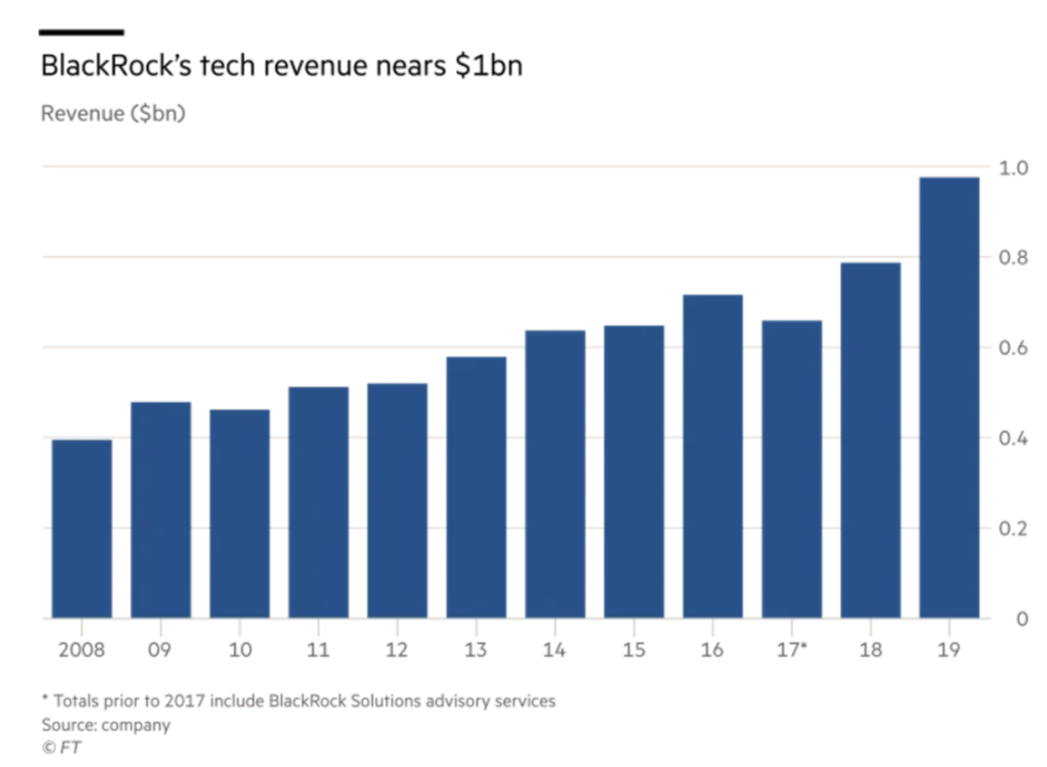 BlackRock's tech revenue nears $1bn
Revenue ($bn)
1.0
0.8
0.6
0.4
0.2
0
2008 09 10 11 12 13 14 15 16 17* 18 19
* Totals prior to 2017 include BlackRock Solutions advisory services
Source: company
© FT